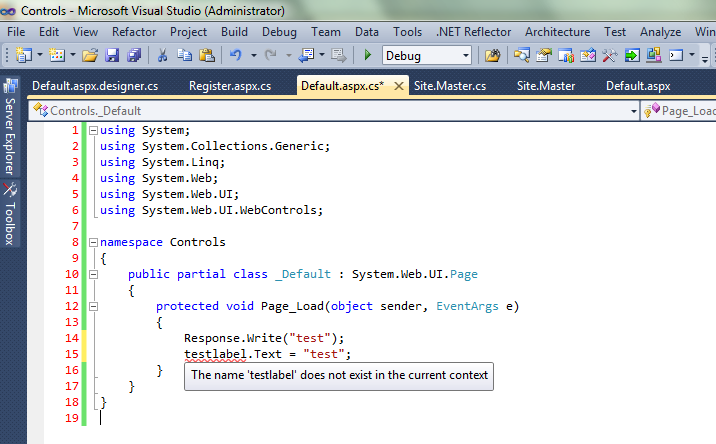 Controls - Microsoft Visual Studio (Administrator)
File Edit View Refactor Project Build Debug Team Data Tools .NET Reflector Architecture Test Analyze Win
Debug
Default.aspx.designer.cs Register.aspx.cs Default.aspx.cs* Site.Master.cs Site.Master Default.aspx
Controls._Default Page_Load
Server Explorer
Toolbox
1 using System;
2 using System.Collections.Generic;
3 using System.Linq;
4 using System.Web;
5 using System.Web.UI;
6 using System.Web.UI.WebControls;
7
8 namespace Controls
9 {
10 public partial class _Default : System.Web.UI.Page
11 {
12 protected void Page_Load(object sender, EventArgs e)
13 {
14 Response.Write("test");
15 testlabel.Text = "test";
16 }
The name 'testlabel' does not exist in the current context
17 }
18 }
19